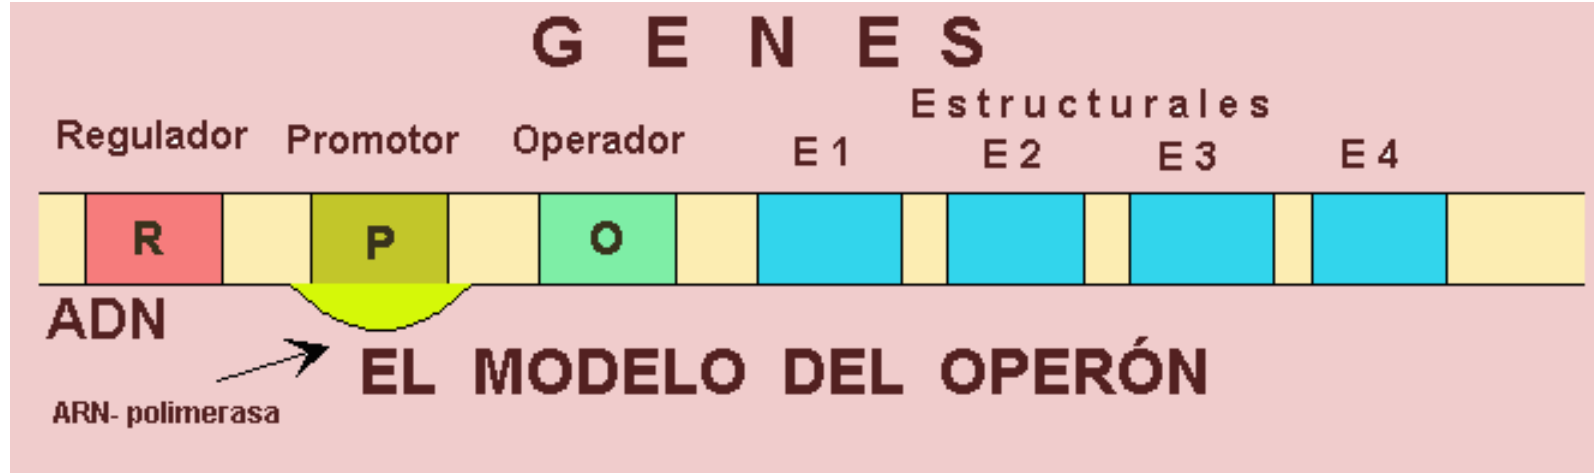 G E N E S
Estructurales
Regulador Promotor Operador E 1 E 2 E 3 E 4
R P O
ADN
EL MODELO DEL OPERÓN
ARN- polimerasa